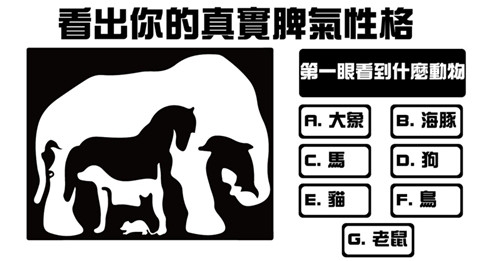 看出你的真實脾氣性格
第一眼看到什麼動物
A. 大象
B. 海豚
C. 馬
D. 狗
E. 貓
F. 鳥
G. 老鼠